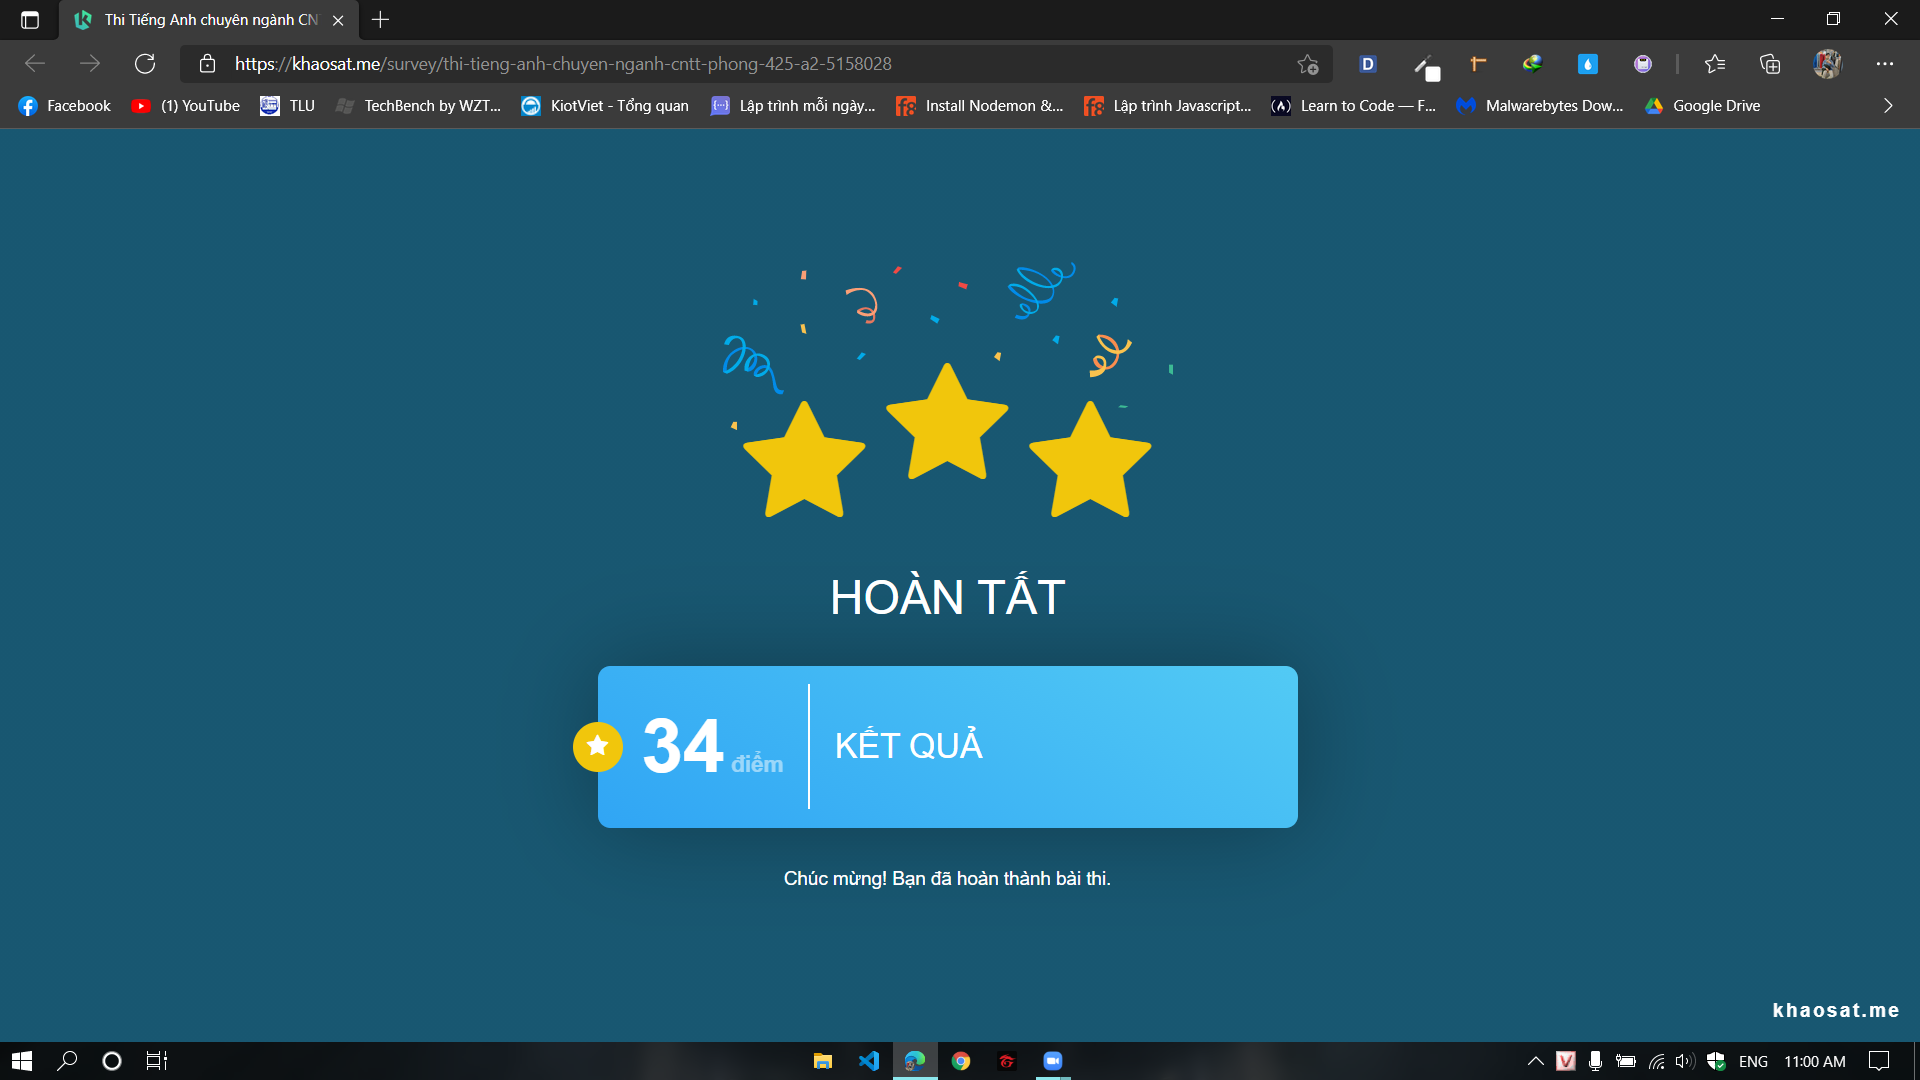 Thi Tiếng Anh chuyên ngành CN
https://khaosat.me/survey/thi-tieng-anh-chuyen-nganh-cntt-phong-425-a2-5158028
Facebook
(1) YouTube
TLU
TechBench by WZT...
KiotViet - Tổng quan
Lập trình mỗi ngày...
Install Nodemon &...
Lập trình Javascript...
Learn to Code — F...
Malwarebytes Dow...
Google Drive
HOÀN TẤT
34 điểm
KẾT QUẢ
Chúc mừng! Bạn đã hoàn thành bài thi.
khaosat.me
ENG
11:00 AM